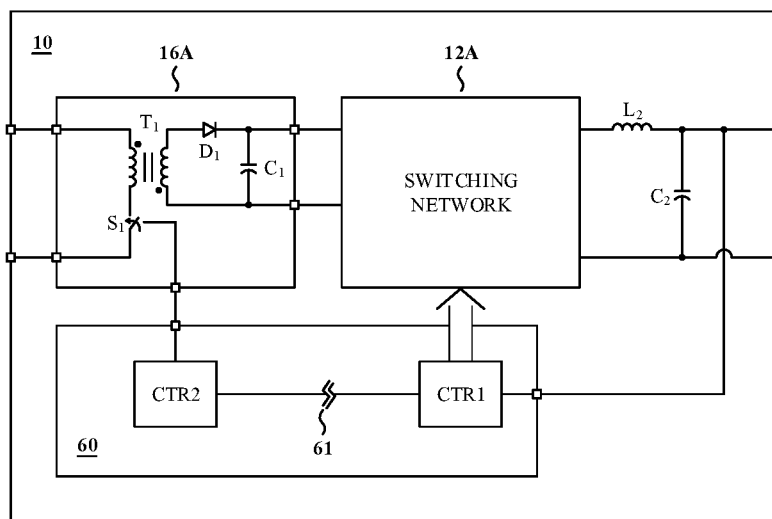 10
16A
12A
T1
D1
C1
S1
SWITCHING
NETWORK
L2
C2
CTR2
CTR1
61
60